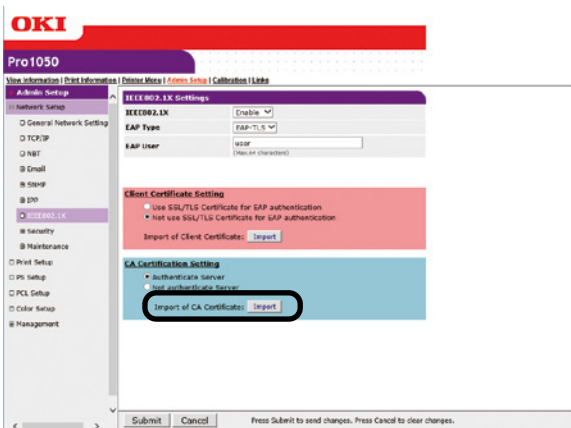 OKI
Pro1050
View Information | Print Information | Printer Menu | Admin Setup | Calibration | Links
Admin Setup
Network Setup
General Network Setting
TCP/IP
NBT
Email
SNMP
IPP
IEEE802.1X
Security
Maintenance
Print Setup
PS Setup
PCL Setup
Color Setup
Management
IEEE802.1X Settings
IEEE802.1X Enable
EAP Type EAP-TLS
EAP User user
(Max.64 characters)
Client Certificate Setting
Use SSL/TLS Certificate for EAP authentication
Not use SSL/TLS Certificate for EAP authentication
Import of Client Certificate: Import
CA Certification Setting
Authenticate Server
Not authenticate Server
Import of CA Certificate: Import
Submit Cancel Press Submit to send changes. Press Cancel to clear changes.